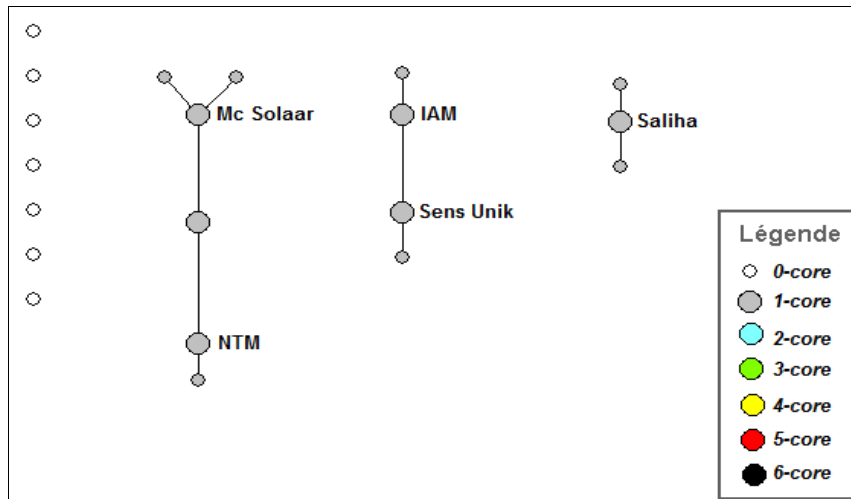 Mc Solaar
IAM
Saliha
Sens Unik
NTM
Légende
0-core
1-core
2-core
3-core
4-core
5-core
6-core